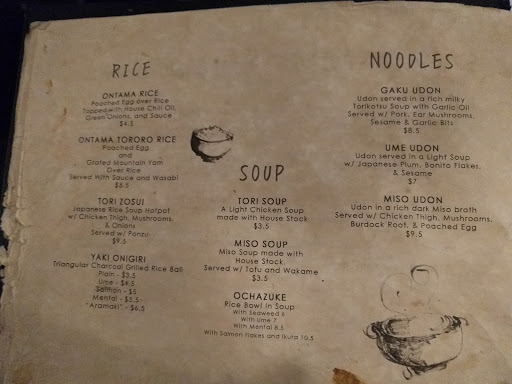 RICE
ONTAMA RICE
Poached Egg over Rice
Topped with House Chili Oil,
Green Onions, and Sauce
$4.5
ONTAMA TORORO RICE
Poached Egg
and
Grated Mountain Yam
Over Rice
Served With Sauce and Wasabi
$6.5
TORI ZOSUI
Japanese Rice Soup Hotpot
w/ Chicken Thigh, Mushrooms,
& Onions
Served w/ Ponzu
$9.5
YAKI ONIGIRI
Triangular Charcoal Grilled Rice Ball
Plain - $3.5
Ume - $4.5
Salmon - $5
Mentai - $5.5
"Aramaki" - $6.5
SOUP
TORI SOUP
A Light Chicken Soup
made with House Stock
$3.5
MISO SOUP
Miso Soup made with
House Stock.
Served w/ Tofu and Wakame
$3.5
OCHAZUKE
Rice Bowl in Soup
With Seaweed 6
With Ume 7
With Mentai 8.5
With Salmon Flakes and Ikura 10.5
NOODLES
GAKU UDON
Udon served in a rich milky
Torikotsu Soup with Garlic Oil
Served w/ Pork, Ear Mushrooms,
Sesame & Garlic Bits
$8.5
UME UDON
Udon served in a Light Soup
w/ Japanese Plum, Bonito Flakes,
& Sesame
$7
MISO UDON
Udon in a rich dark Miso broth
Served w/ Chicken Thigh, Mushrooms,
Burdock Root, & Poached Egg
$9.5